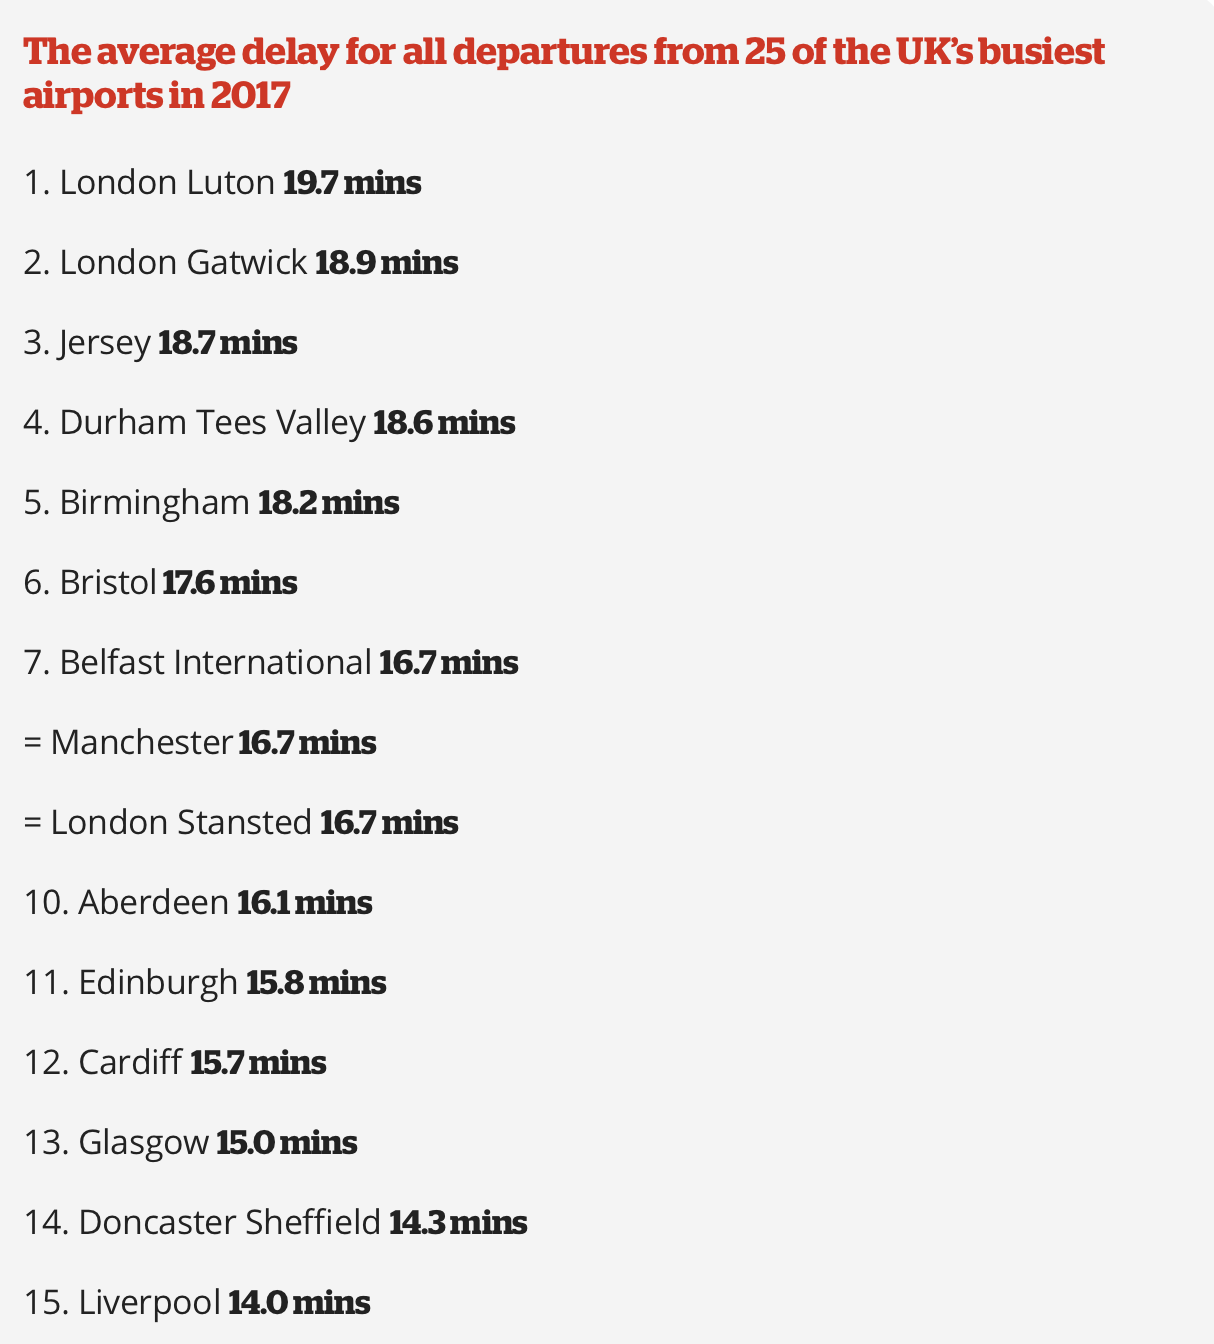 The average delay for all departures from 25 of the UK’s busiest
airports in 2017
1. London Luton 19.7 mins
2. London Gatwick 18.9 mins
3. Jersey 18.7 mins
4. Durham Tees Valley 18.6 mins
5. Birmingham 18.2 mins
6. Bristol 17.6 mins
7. Belfast International 16.7 mins
= Manchester 16.7 mins
= London Stansted 16.7 mins
10. Aberdeen 16.1 mins
11. Edinburgh 15.8 mins
12. Cardiff 15.7 mins
13. Glasgow 15.0 mins
14. Doncaster Sheffield 14.3 mins
15. Liverpool 14.0 mins